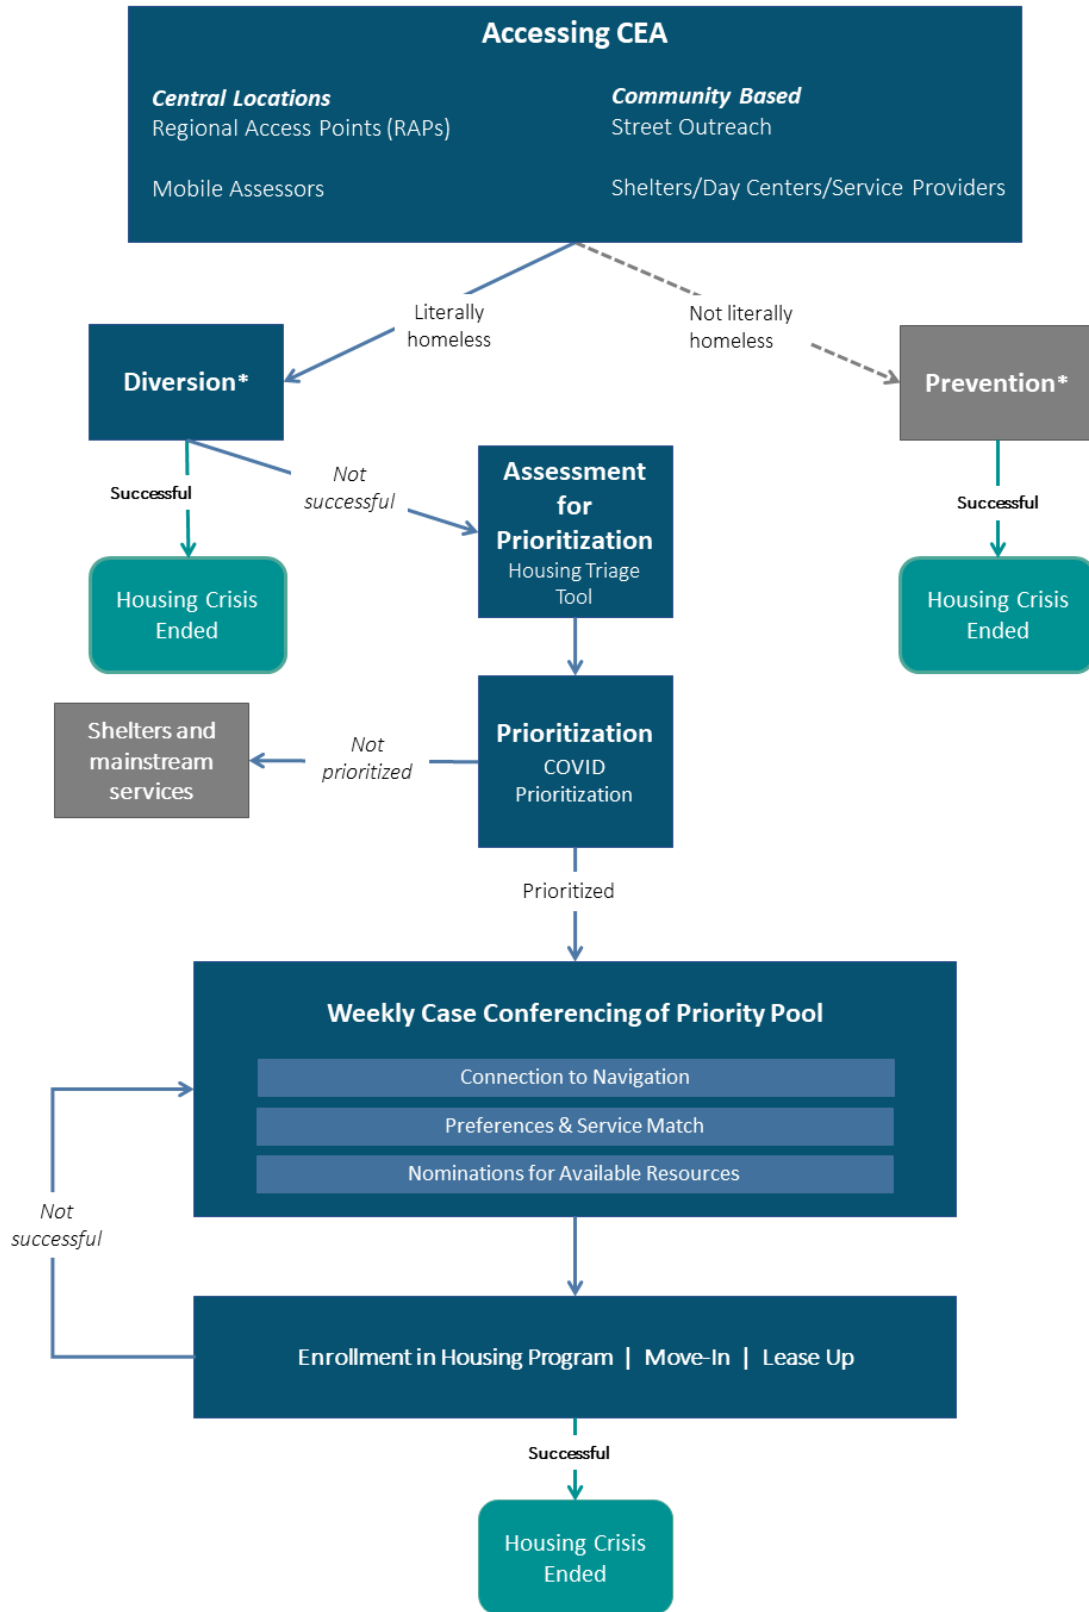 Accessing CEA
Central Locations
Regional Access Points (RAPs)
Mobile Assessors
Community Based
Street Outreach
Shelters/Day Centers/Service Providers
Literally
homeless
Not literally
homeless
Diversion*
Prevention*
Successful
Not
successful
Assessment
for
Prioritization
Housing Triage
Tool
Successful
Housing Crisis
Ended
Housing Crisis
Ended
Shelters and
mainstream
services
Not
prioritized
Prioritization
COVID
Prioritization
Prioritized
Weekly Case Conferencing of Priority Pool
Connection to Navigation
Preferences & Service Match
Nominations for Available Resources
Not
successful
Enrollment in Housing Program | Move-In | Lease Up
Successful
Housing Crisis
Ended